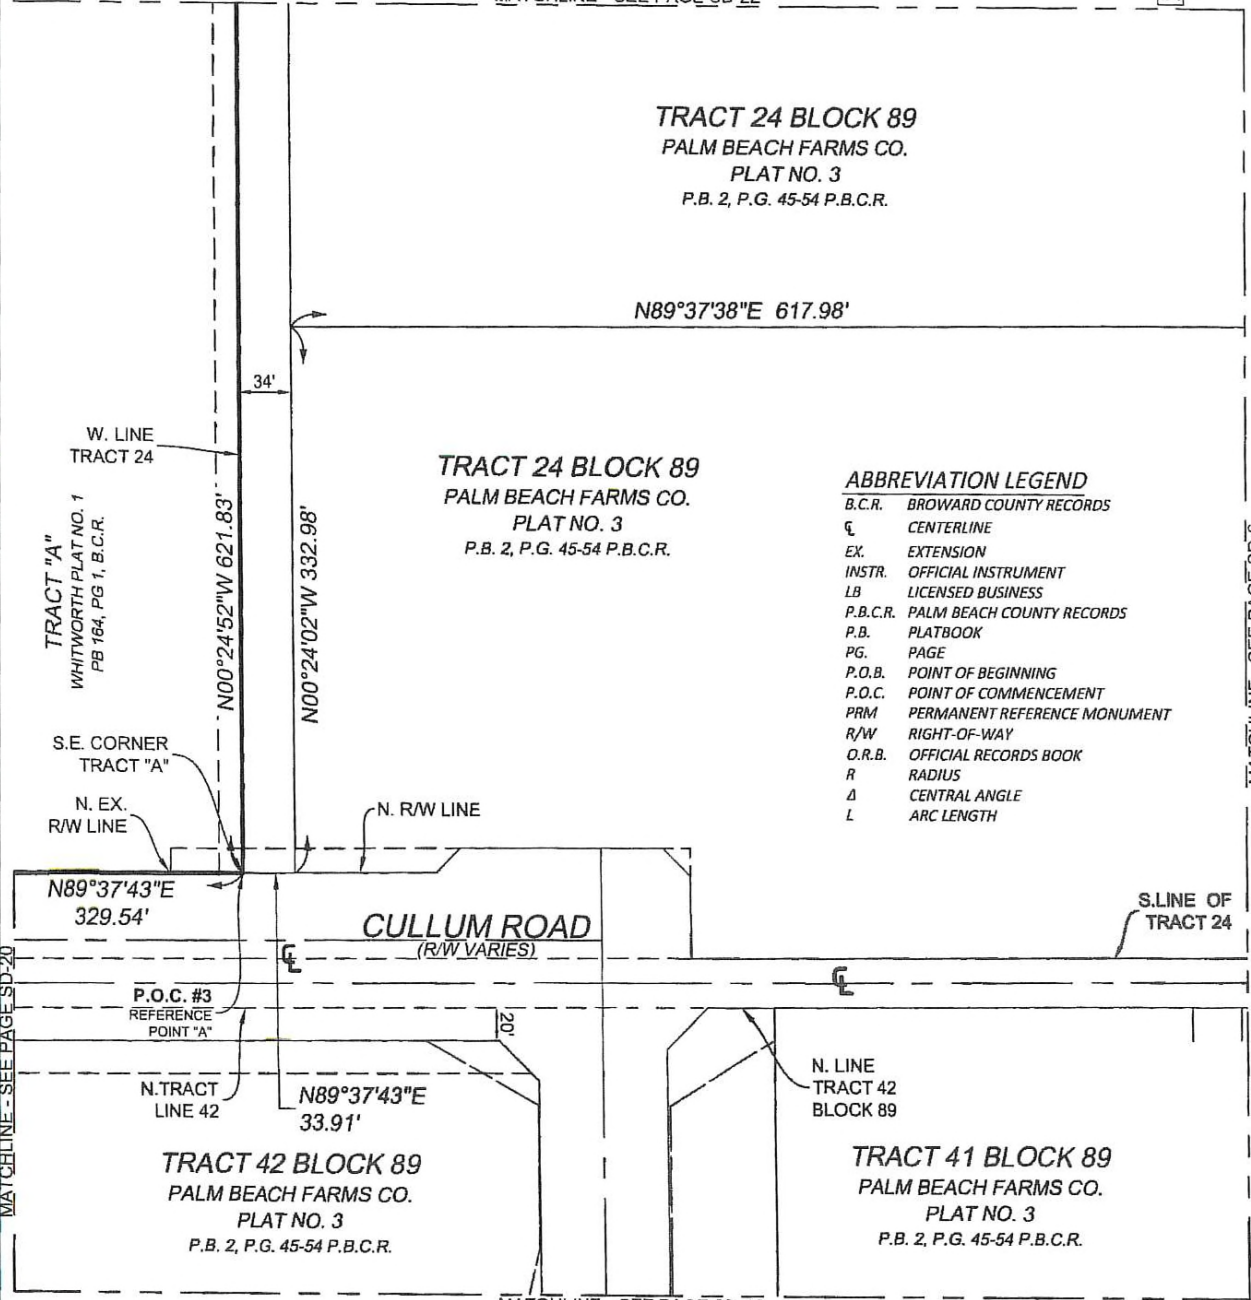 TRACT 24 BLOCK 89
PALM BEACH FARMS CO.
PLAT NO. 3
P.B. 2, P.G. 45-54 P.B.C.R.
N89°37'38"E 617.98'
34'
W. LINE
TRACT 24
TRACT "A"
WHITWORTH PLAT NO. 1
PB 164, PG 1, B.C.R.
N00°24'52"W 621.83'
N00°24'02"W 332.98'
TRACT 24 BLOCK 89
PALM BEACH FARMS CO.
PLAT NO. 3
P.B. 2, P.G. 45-54 P.B.C.R.
ABBREVIATION LEGEND
B.C.R. BROWARD COUNTY RECORDS
℄ CENTERLINE
EX. EXTENSION
INSTR. OFFICIAL INSTRUMENT
LB LICENSED BUSINESS
P.B.C.R. PALM BEACH COUNTY RECORDS
P.B. PLATBOOK
PG. PAGE
P.O.B. POINT OF BEGINNING
P.O.C. POINT OF COMMENCEMENT
PRM PERMANENT REFERENCE MONUMENT
R/W RIGHT-OF-WAY
O.R.B. OFFICIAL RECORDS BOOK
R RADIUS
Δ CENTRAL ANGLE
L ARC LENGTH
S.E. CORNER
TRACT "A"
N. EX.
R/W LINE
N. R/W LINE
N89°37'43"E
329.54'
CULLUM ROAD
(R/W VARIES)
℄
℄
S.LINE OF
TRACT 24
P.O.C. #3
REFERENCE
POINT "A"
20'
N.TRACT
LINE 42
N89°37'43"E
33.91'
N. LINE
TRACT 42
BLOCK 89
MATCHLINE - SEE PAGE SD-20
TRACT 42 BLOCK 89
PALM BEACH FARMS CO.
PLAT NO. 3
P.B. 2, P.G. 45-54 P.B.C.R.
TRACT 41 BLOCK 89
PALM BEACH FARMS CO.
PLAT NO. 3
P.B. 2, P.G. 45-54 P.B.C.R.